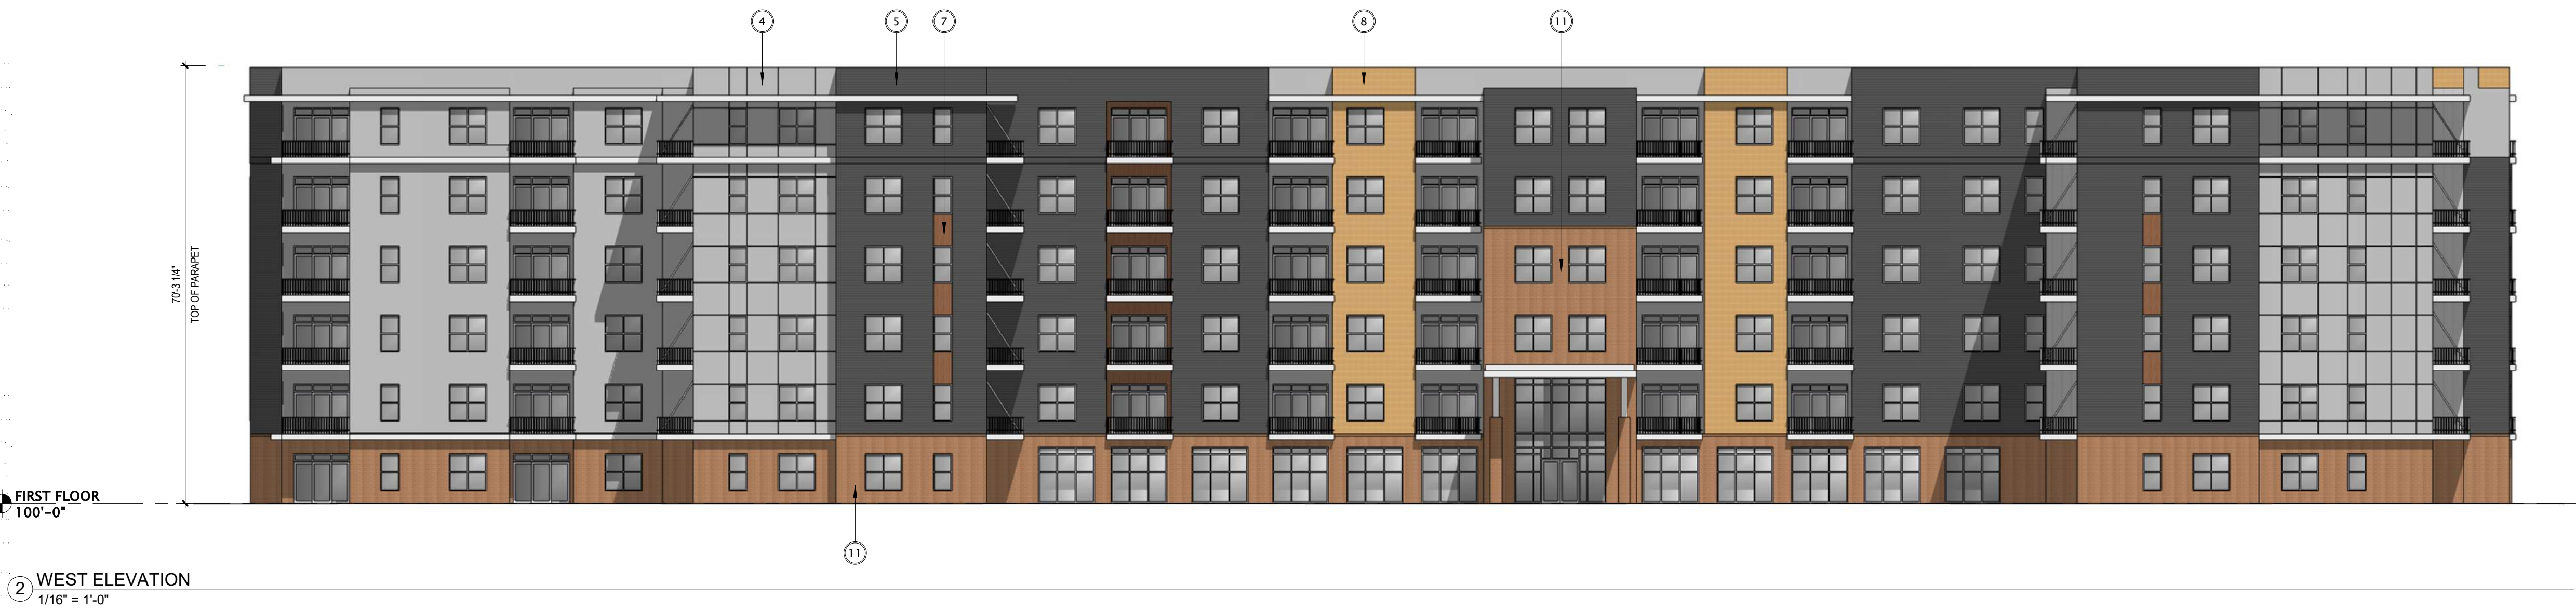 4
5
7
8
11
70'-3 1/4"
TOP OF PARAPET
FIRST FLOOR
100'-0"
11
2
WEST ELEVATION
1/16" = 1'-0"